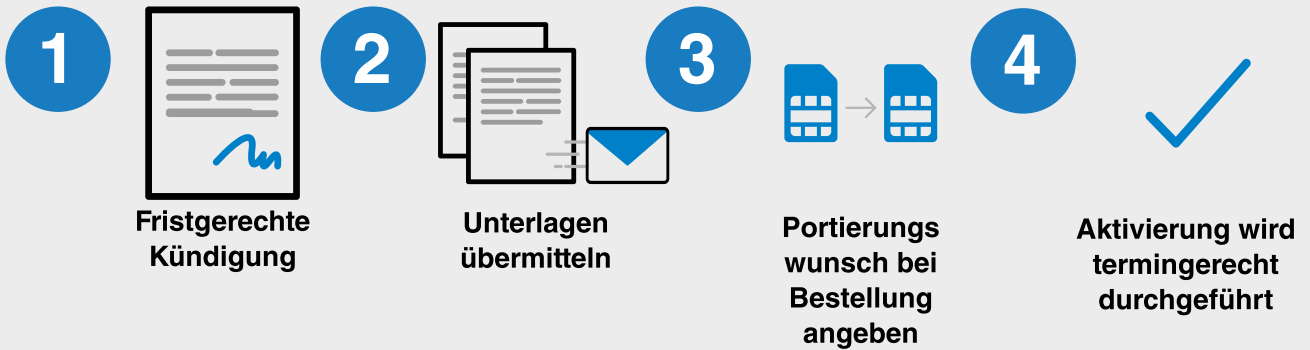 1
Fristgerechte
Kündigung
2
Unterlagen
übermitteln
3
Portierungs
wunsch bei
Bestellung
angeben
4
Aktivierung wird
termingerecht
durchgeführt